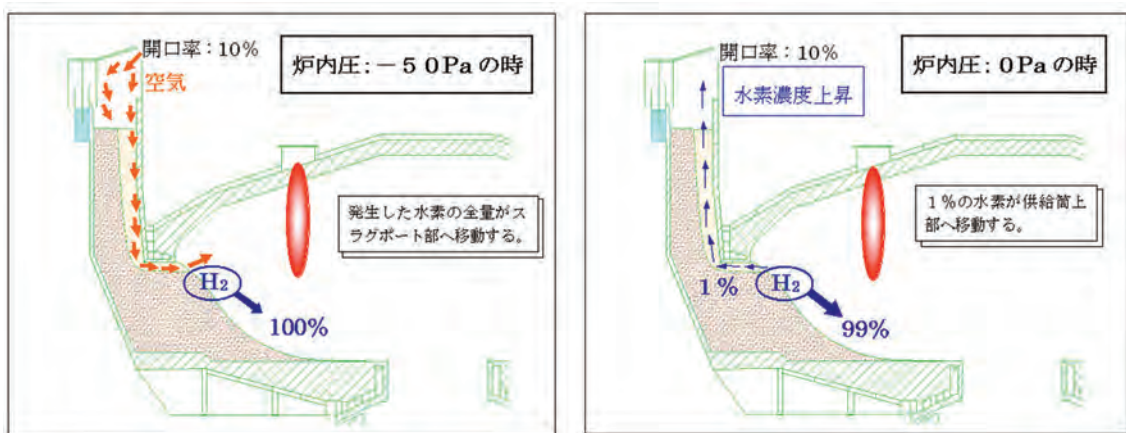 開口率：10%
炉内圧：－５０Paの時
空気
発生した水素の全量がス
ラグポート部へ移動する。
H₂
100%
開口率：10%
炉内圧：0Paの時
水素濃度上昇
１％の水素が供給筒上
部へ移動する。
1%
H₂
99%